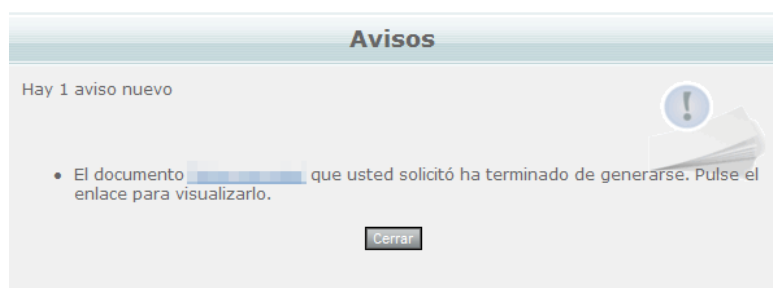 Avisos
Hay 1 aviso nuevo
• El documento que usted solicitó ha terminado de generarse. Pulse el
enlace para visualizarlo.
Cerrar